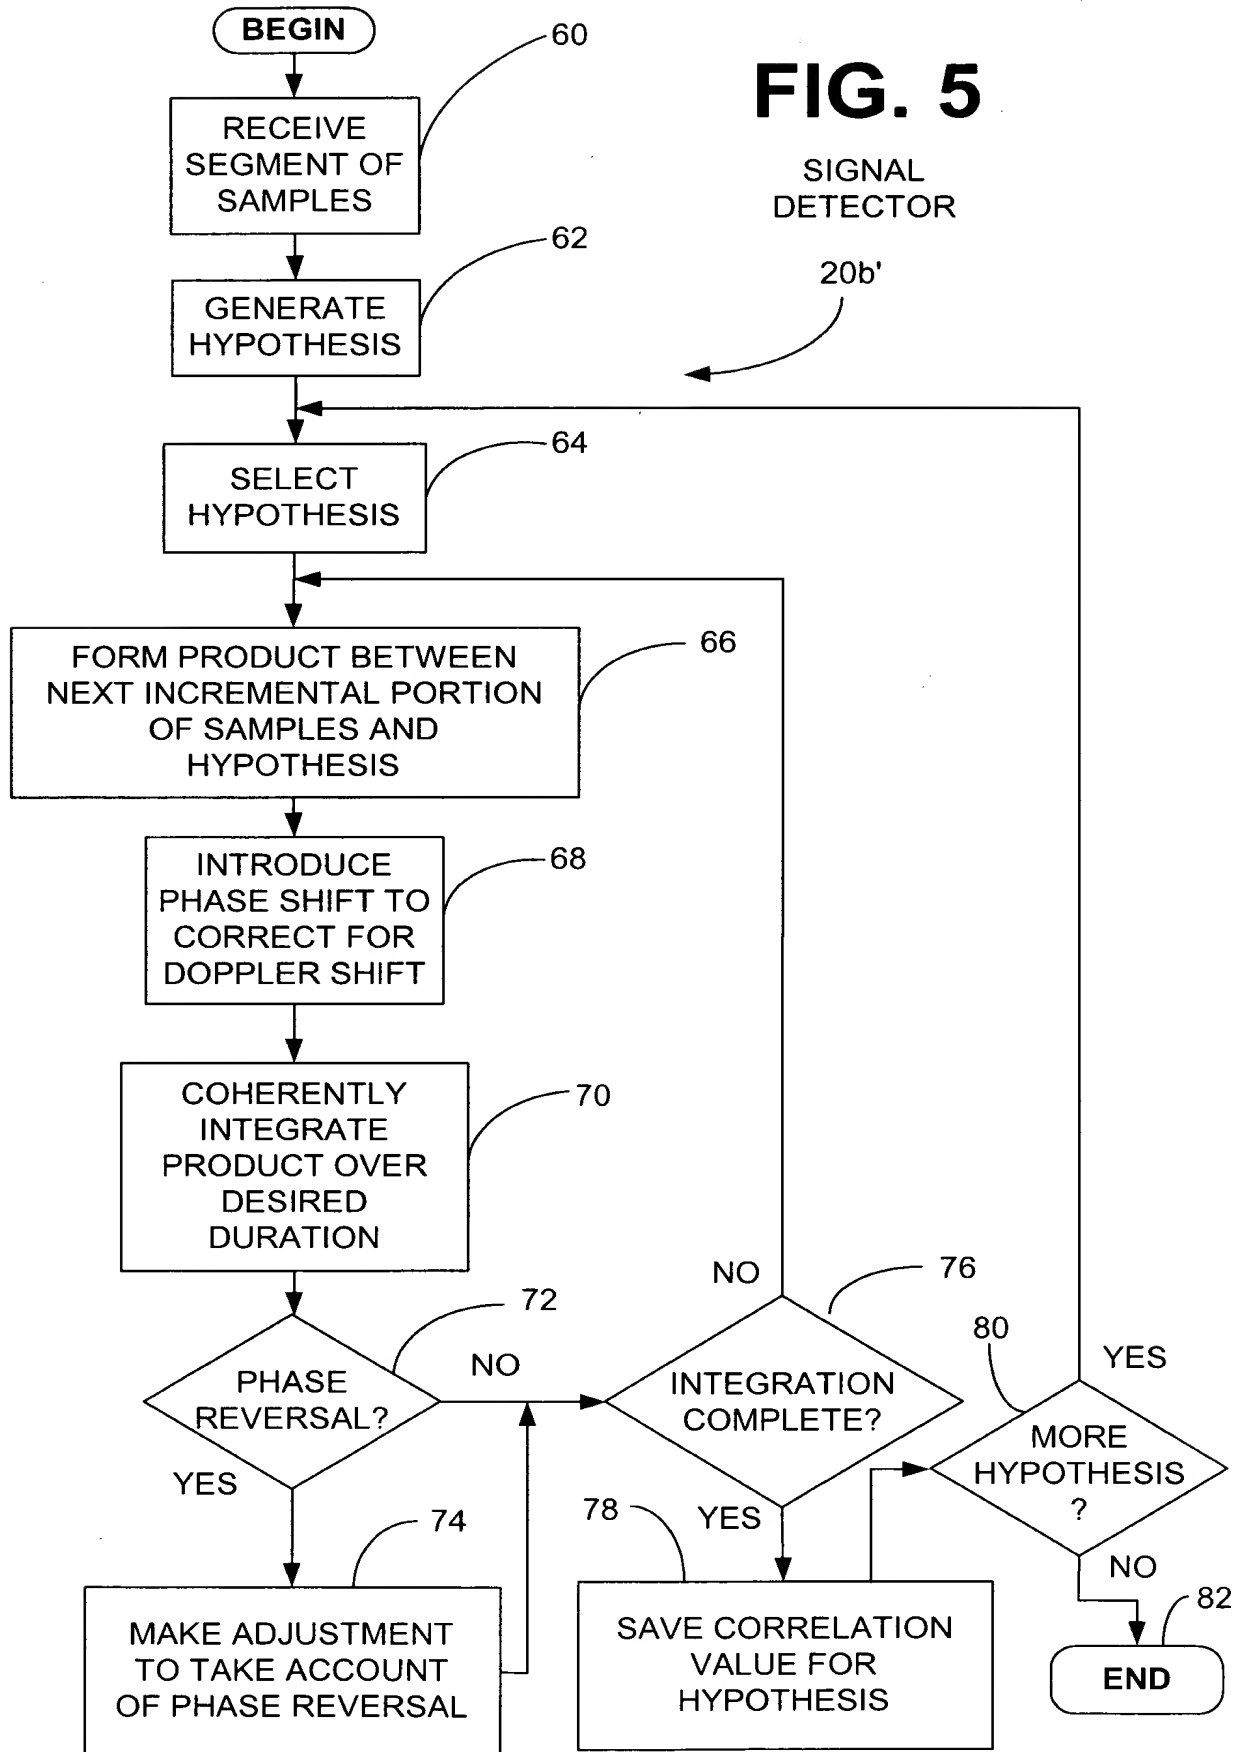 BEGIN
60
FIG. 5
RECEIVE
SEGMENT OF
SAMPLES
SIGNAL
DETECTOR
62
20b'
GENERATE
HYPOTHESIS
64
SELECT
HYPOTHESIS
66
FORM PRODUCT BETWEEN
NEXT INCREMENTAL PORTION
OF SAMPLES AND
HYPOTHESIS
68
INTRODUCE
PHASE SHIFT TO
CORRECT FOR
DOPPLER SHIFT
70
COHERENTLY
INTEGRATE
PRODUCT OVER
DESIRED
DURATION
72
PHASE
REVERSAL?
NO
YES
74
MAKE ADJUSTMENT
TO TAKE ACCOUNT
OF PHASE REVERSAL
NO
76
INTEGRATION
COMPLETE?
YES
78
SAVE CORRELATION
VALUE FOR
HYPOTHESIS
80
YES
MORE
HYPOTHESIS
?
NO
82
END